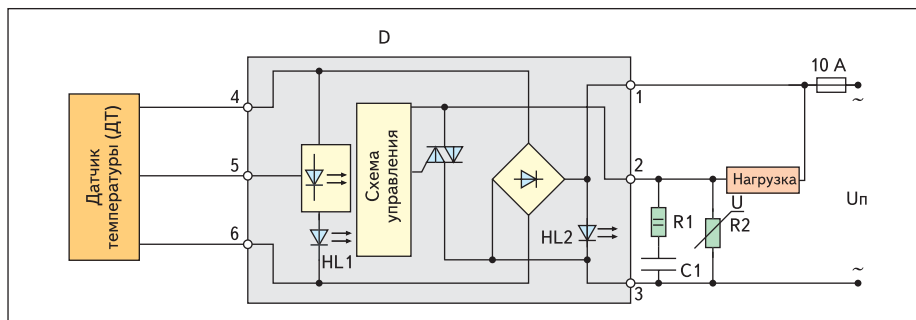 D
10 А
1
~
4
Датчик
температуры (ДТ)
5
Схема
управления
2
Нагрузка
Uп
U
R1
R2
6
HL1
HL2
C1
3
~